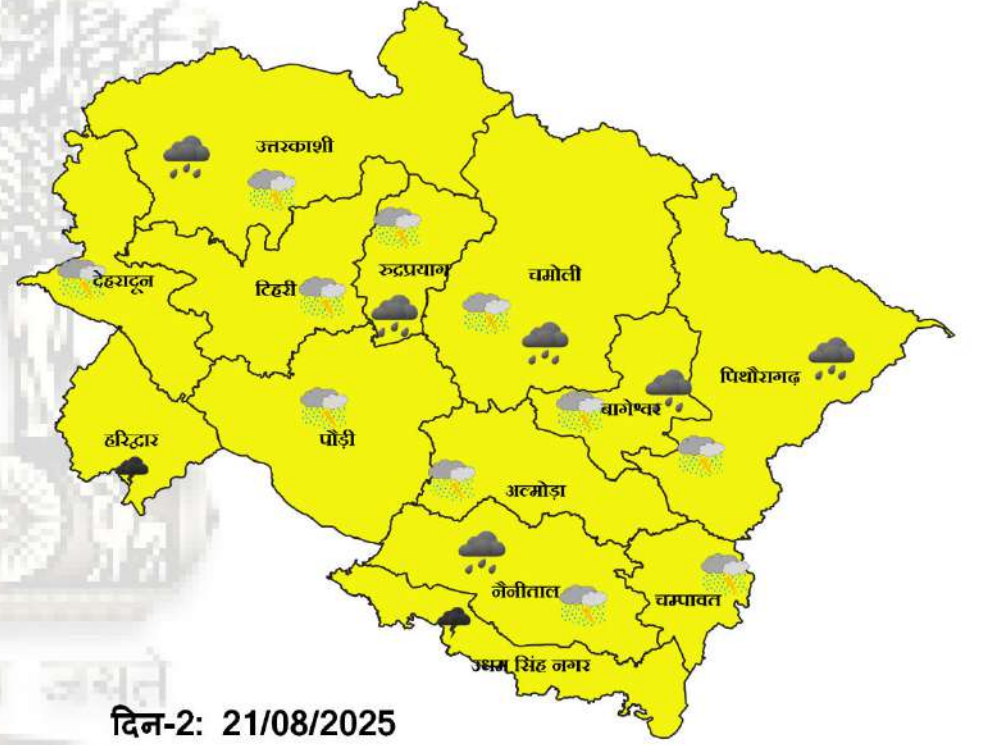 उत्तरकाशी
रुद्रप्रयाग
चमोली
देहरादून
टिहरी
पिथौरागढ़
बागेश्वर
हरिद्वार
पौड़ी
अल्मोड़ा
नैनीताल
चम्पावत
उधम सिंह नगर
दिन-2: 21/08/2025